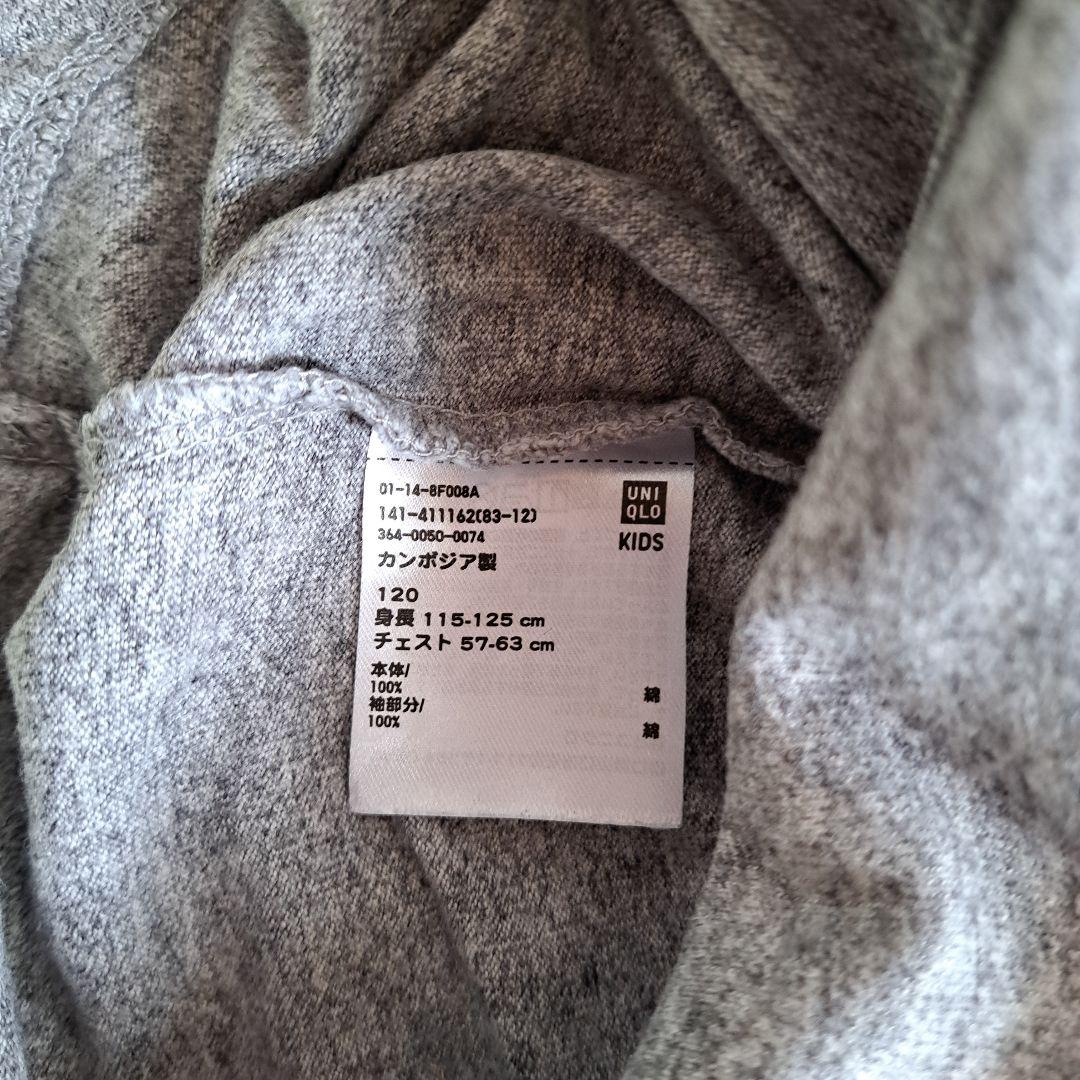 01-14-8F008A
141-411162(83-12)
364-0050-0074
カンボジア製
UNI
QLO
KIDS
120
身長 115-125 cm
チェスト 57-63 cm
本体/
100% 綿
袖部分/
100% 綿